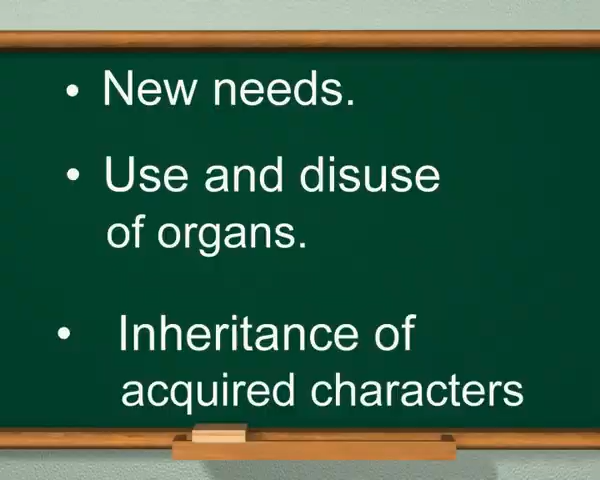 • New needs.
• Use and disuse
of organs.
• Inheritance of
acquired characters